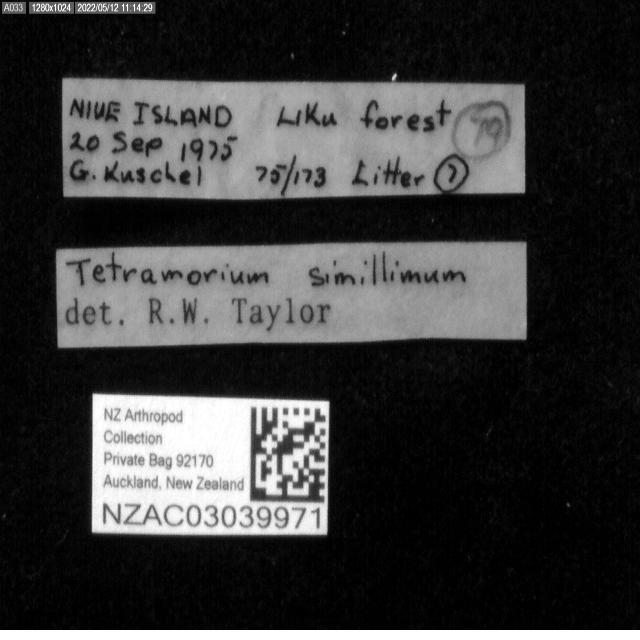 A033 1280x1024 2022/05/12 11:14:29
NIUE ISLAND Liku forest 79
20 Sep 1975
G. Kuschel 75/173 Litter 7
Tetramorium simillimum
det. R.W. Taylor
NZ Arthropod
Collection
Private Bag 92170
Auckland, New Zealand
NZAC03039971